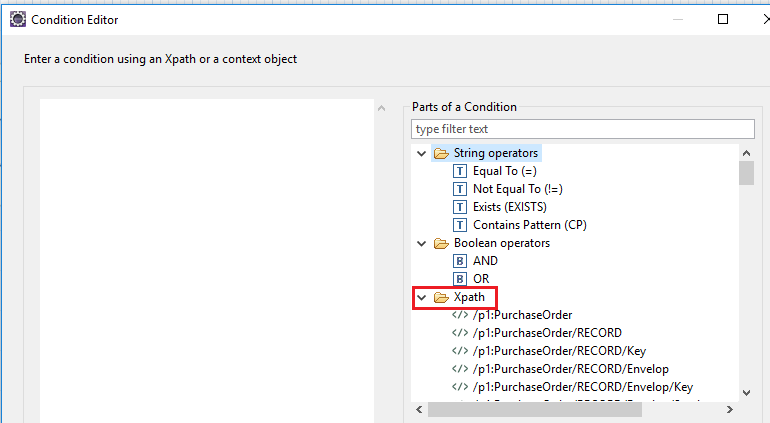 Condition Editor
Enter a condition using an Xpath or a context object
Parts of a Condition
type filter text
String operators
T Equal To (=)
T Not Equal To (!=)
T Exists (EXISTS)
T Contains Pattern (CP)
Boolean operators
B AND
B OR
Xpath
</> /p1:PurchaseOrder
</> /p1:PurchaseOrder/RECORD
</> /p1:PurchaseOrder/RECORD/Key
</> /p1:PurchaseOrder/RECORD/Envelop
</> /p1:PurchaseOrder/RECORD/Envelop/Key